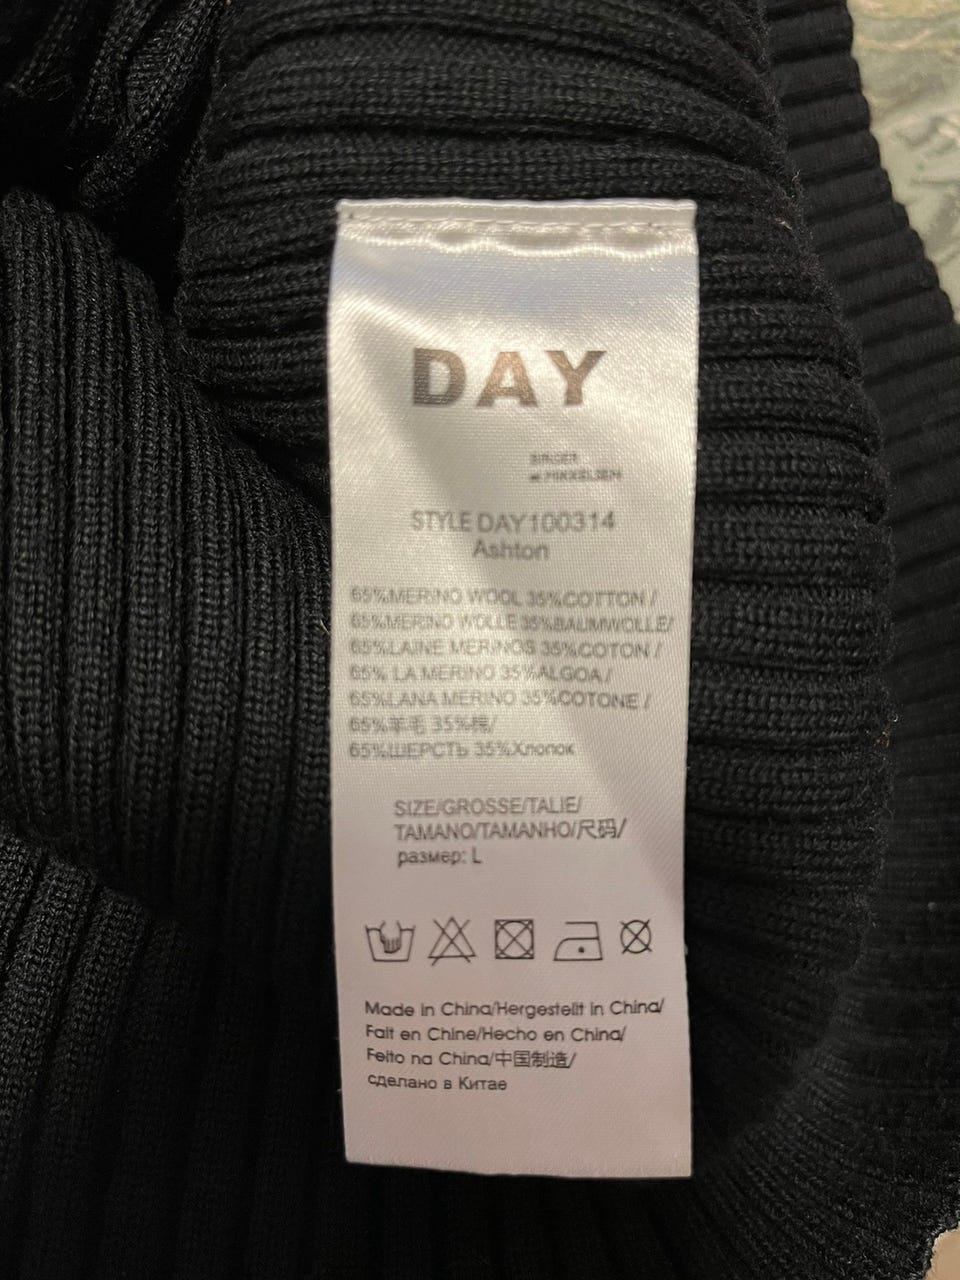 DAY
BIRGER
et MIKKELSEN
STYLE DAY100314
Ashton
65%MERINO WOOL 35%COTTON /
65%MERINO WOLLE 35%BAUMWOLLE/
65%LAINE MERINOS 35%COTON /
65% LA MERINO 35%ALGOA /
65%LANA MERINO 35%COTONE /
65%羊毛 35%棉/
65%ШЕРСТЬ 35%Хлопок
SIZE/GROSSE/TALIE/
TAMANO/TAMANHO/尺码/
размер: L
Made in China/Hergestellt in China/
Fait en Chine/Hecho en China/
Feito na China/中国制造/
сделано в Китае